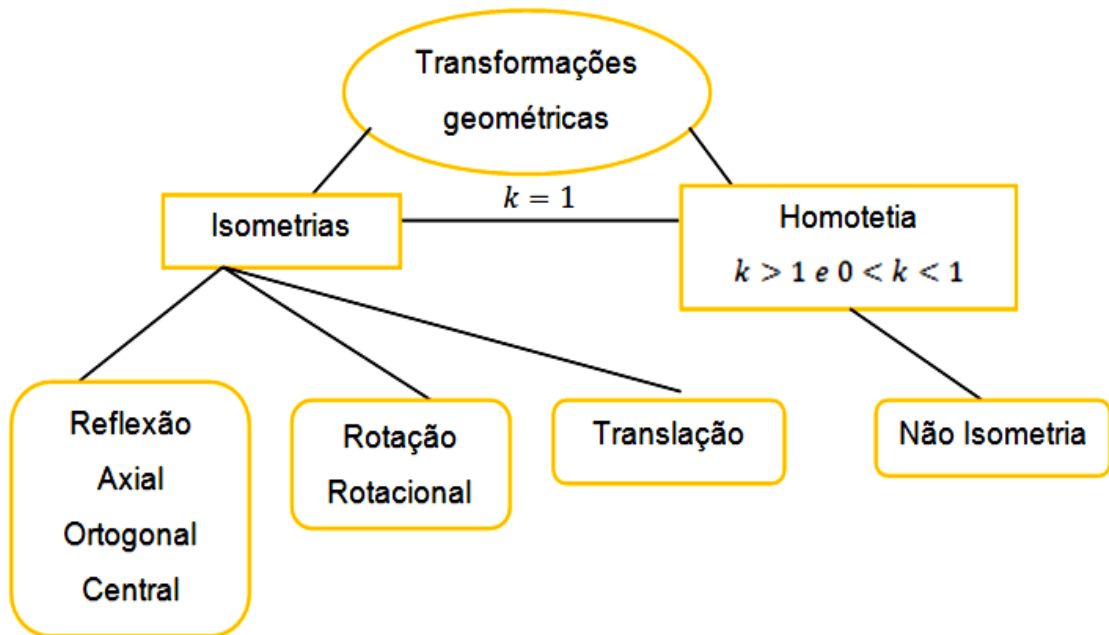 Transformações
geométricas
k = 1
Isometrias
Homotetia
k > 1 e 0 < k < 1
Reflexão
Axial
Ortogonal
Central
Rotação
Rotacional
Translação
Não Isometria